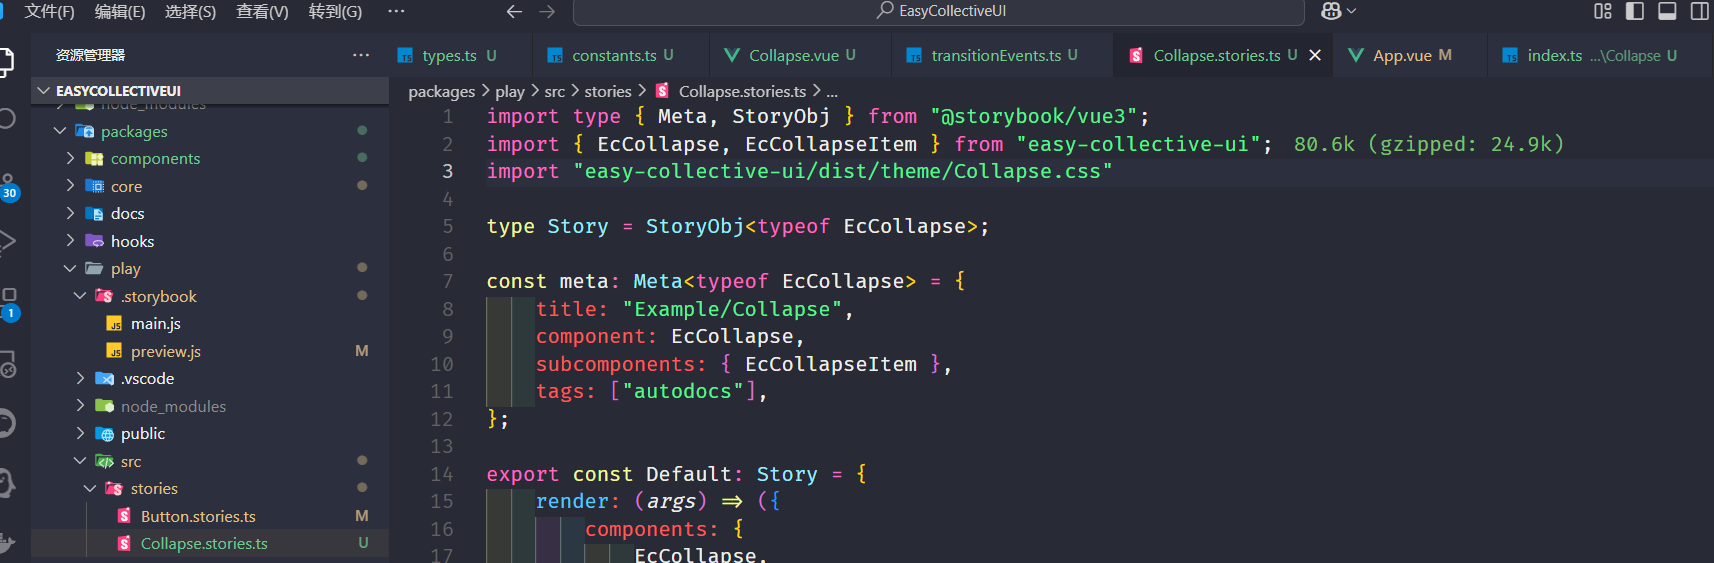 文件(F) 编辑(E) 选择(S) 查看(V) 转到(G) ··· EasyCollectiveUI
资源管理器 ···
types.ts U constants.ts U Collapse.vue U transitionEvents.ts U Collapse.stories.ts U App.vue M index.ts ...\Collapse U
EASYCOLLECTIVEUI
node_modules
packages
components
core
docs
hooks
play
.storybook
main.js
preview.js M
.vscode
node_modules
public
src
stories
Button.stories.ts M
Collapse.stories.ts U
30
1
packages > play > src > stories > Collapse.stories.ts > ...
1 import type { Meta, StoryObj } from "@storybook/vue3";
2 import { EcCollapse, EcCollapseItem } from "easy-collective-ui"; 80.6k (gzipped: 24.9k)
3 import "easy-collective-ui/dist/theme/Collapse.css"
4
5 type Story = StoryObj<typeof EcCollapse>;
6
7 const meta: Meta<typeof EcCollapse> = {
8 title: "Example/Collapse",
9 component: EcCollapse,
10 subcomponents: { EcCollapseItem },
11 tags: ["autodocs"],
12 };
13
14 export const Default: Story = {
15 render: (args) => ({
16 components: {
17 EcCollapse,